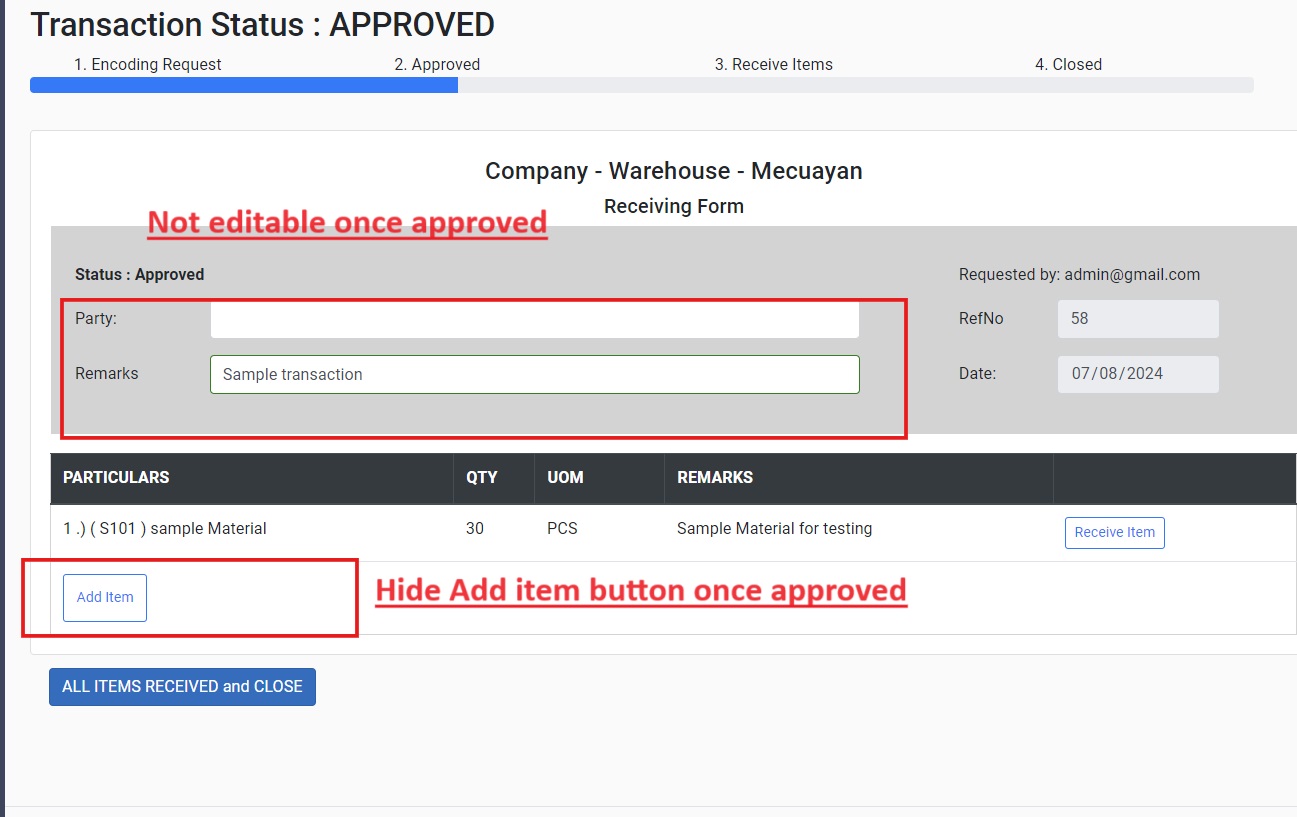 Transaction Status : APPROVED
1. Encoding Request 2. Approved 3. Receive Items 4. Closed
Company - Warehouse - Mecuayan
Receiving Form
Not editable once approved
Status : Approved Requested by: admin@gmail.com
Party: RefNo 58
Remarks Sample transaction Date: 07/08/2024
PARTICULARS QTY UOM REMARKS
1 .) ( S101 ) sample Material 30 PCS Sample Material for testing Receive Item
Add Item Hide Add item button once approved
ALL ITEMS RECEIVED and CLOSE